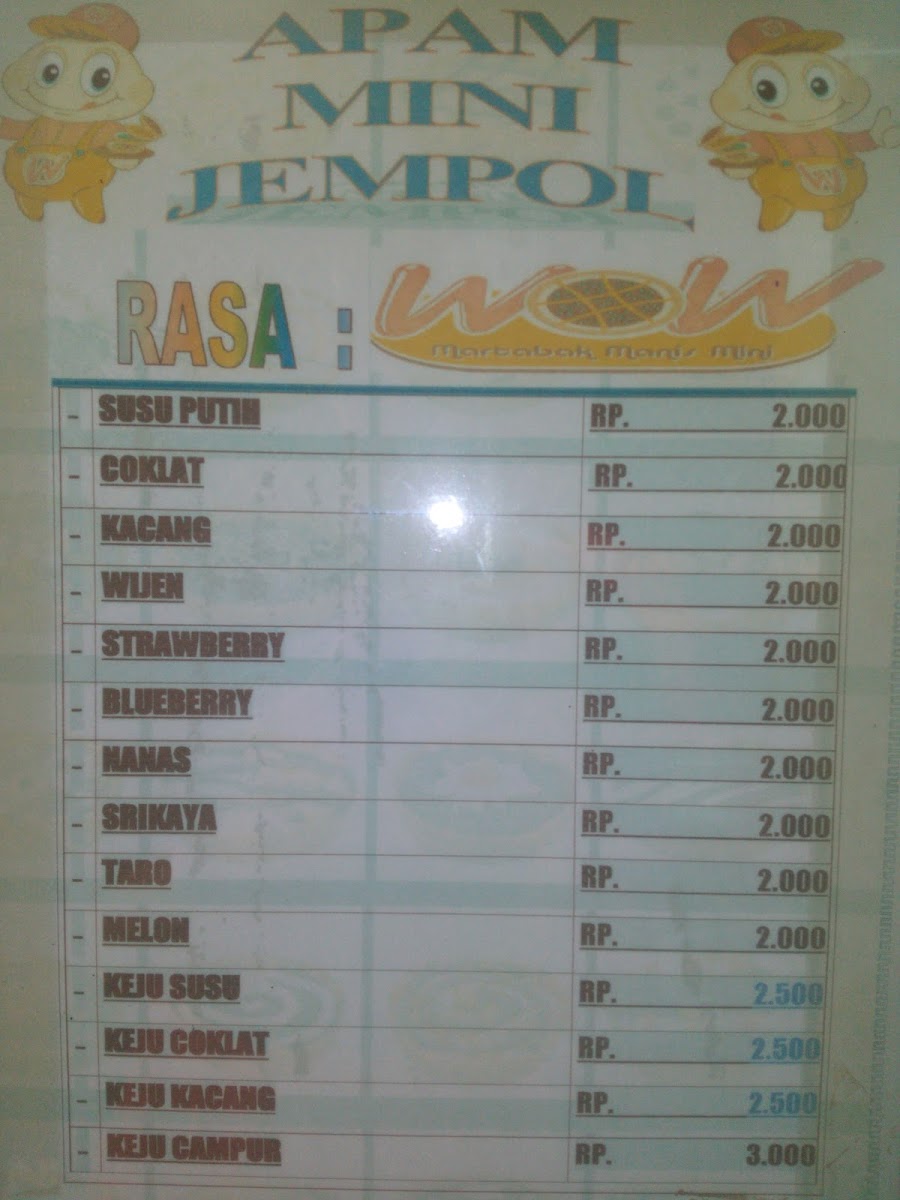 APAM
MINI
JEMPOL
RASA : WOW
Martabak Manis Mini
- SUSU PUTIH RP. 2.000
- COKLAT RP. 2.000
- KACANG RP. 2.000
- WIJEN RP. 2.000
- STRAWBERRY RP. 2.000
- BLUEBERRY RP. 2.000
- NANAS RP. 2.000
- SRIKAYA RP. 2.000
- TARO RP. 2.000
- MELON RP. 2.000
- KEJU SUSU RP. 2.500
- KEJU COKLAT RP. 2.500
- KEJU KACANG RP. 2.500
- KEJU CAMPUR RP. 3.000